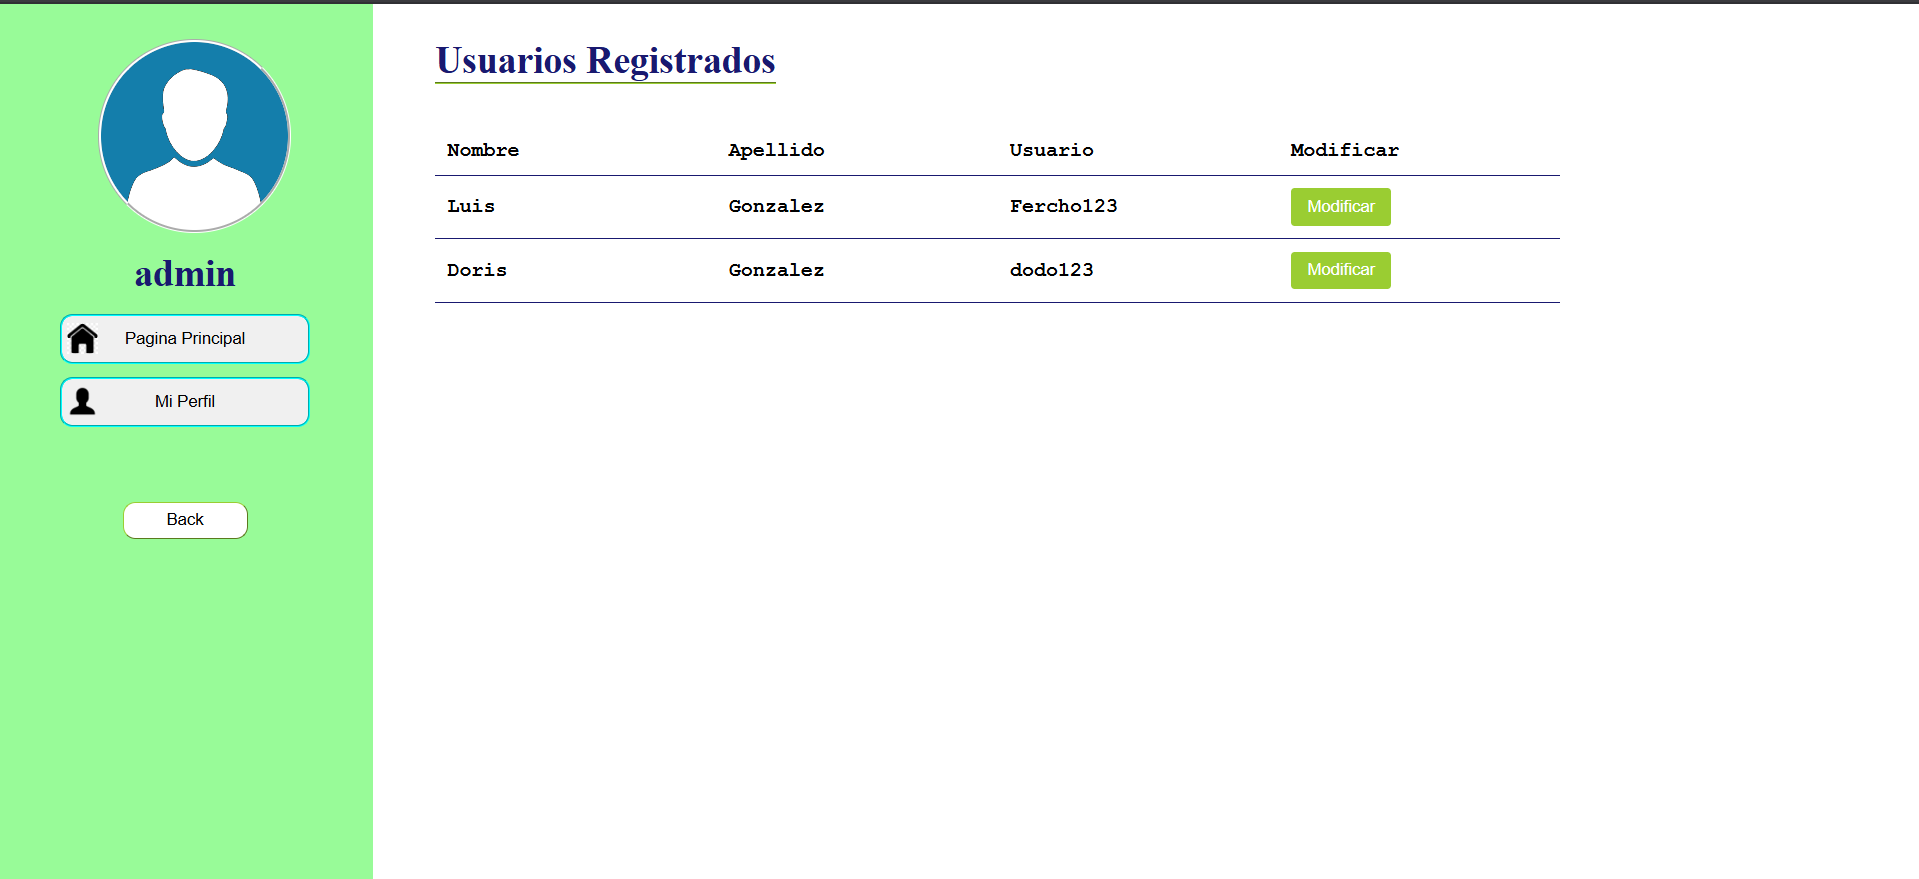 admin
Pagina Principal
Mi Perfil
Back
Usuarios Registrados
Nombre Apellido Usuario Modificar
Luis Gonzalez Fercho123 Modificar
Doris Gonzalez dodo123 Modificar